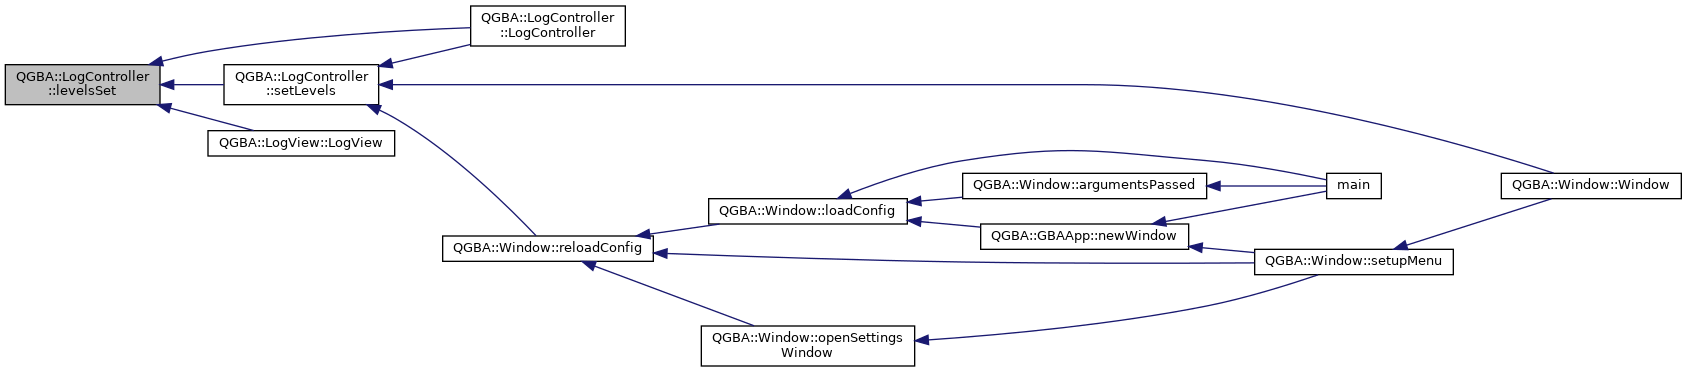 QGBA::LogController
::LogController
QGBA::LogController
::levelsSet
QGBA::LogController
::setLevels
QGBA::LogView::LogView
QGBA::Window::argumentsPassed
main
QGBA::Window::Window
QGBA::Window::loadConfig
QGBA::GBAApp::newWindow
QGBA::Window::reloadConfig
QGBA::Window::setupMenu
QGBA::Window::openSettings
Window